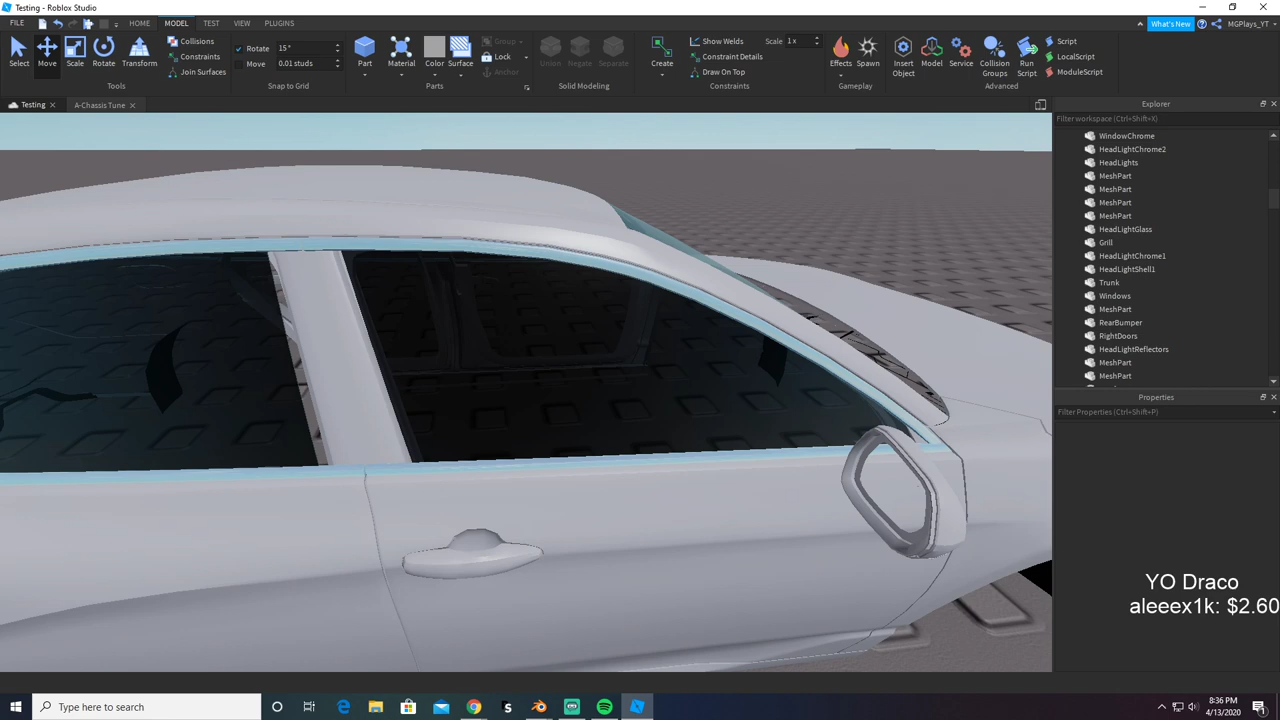 Testing - Roblox Studio
FILE
HOME
MODEL
TEST
VIEW
PLUGINS
What's New
MGPlays_YT
Select
Move
Scale
Rotate
Transform
Collisions
Constraints
Join Surfaces
Tools
Rotate 15 °
Move 0.01 studs
Snap to Grid
Part
Material
Color
Surface
Group
Lock
Anchor
Parts
Union
Negate
Separate
Solid Modeling
Create
Show Welds
Scale 1 x
Constraint Details
Draw On Top
Constraints
Effects
Spawn
Gameplay
Insert Object
Model
Service
Collision Groups
Run Script
Script
LocalScript
ModuleScript
Advanced
Testing
A-Chassis Tune
Explorer
Filter workspace (Ctrl+Shift+X)
WindowChrome
HeadLightChrome2
HeadLights
MeshPart
MeshPart
MeshPart
MeshPart
HeadLightGlass
Grill
HeadLightChrome1
HeadLightShell1
Trunk
Windows
MeshPart
RearBumper
RightDoors
HeadLightReflectors
MeshPart
MeshPart
Properties
Filter Properties (Ctrl+Shift+P)
YO Draco
aleeex1k: $2.60
Type here to search
8:36 PM
4/13/2020